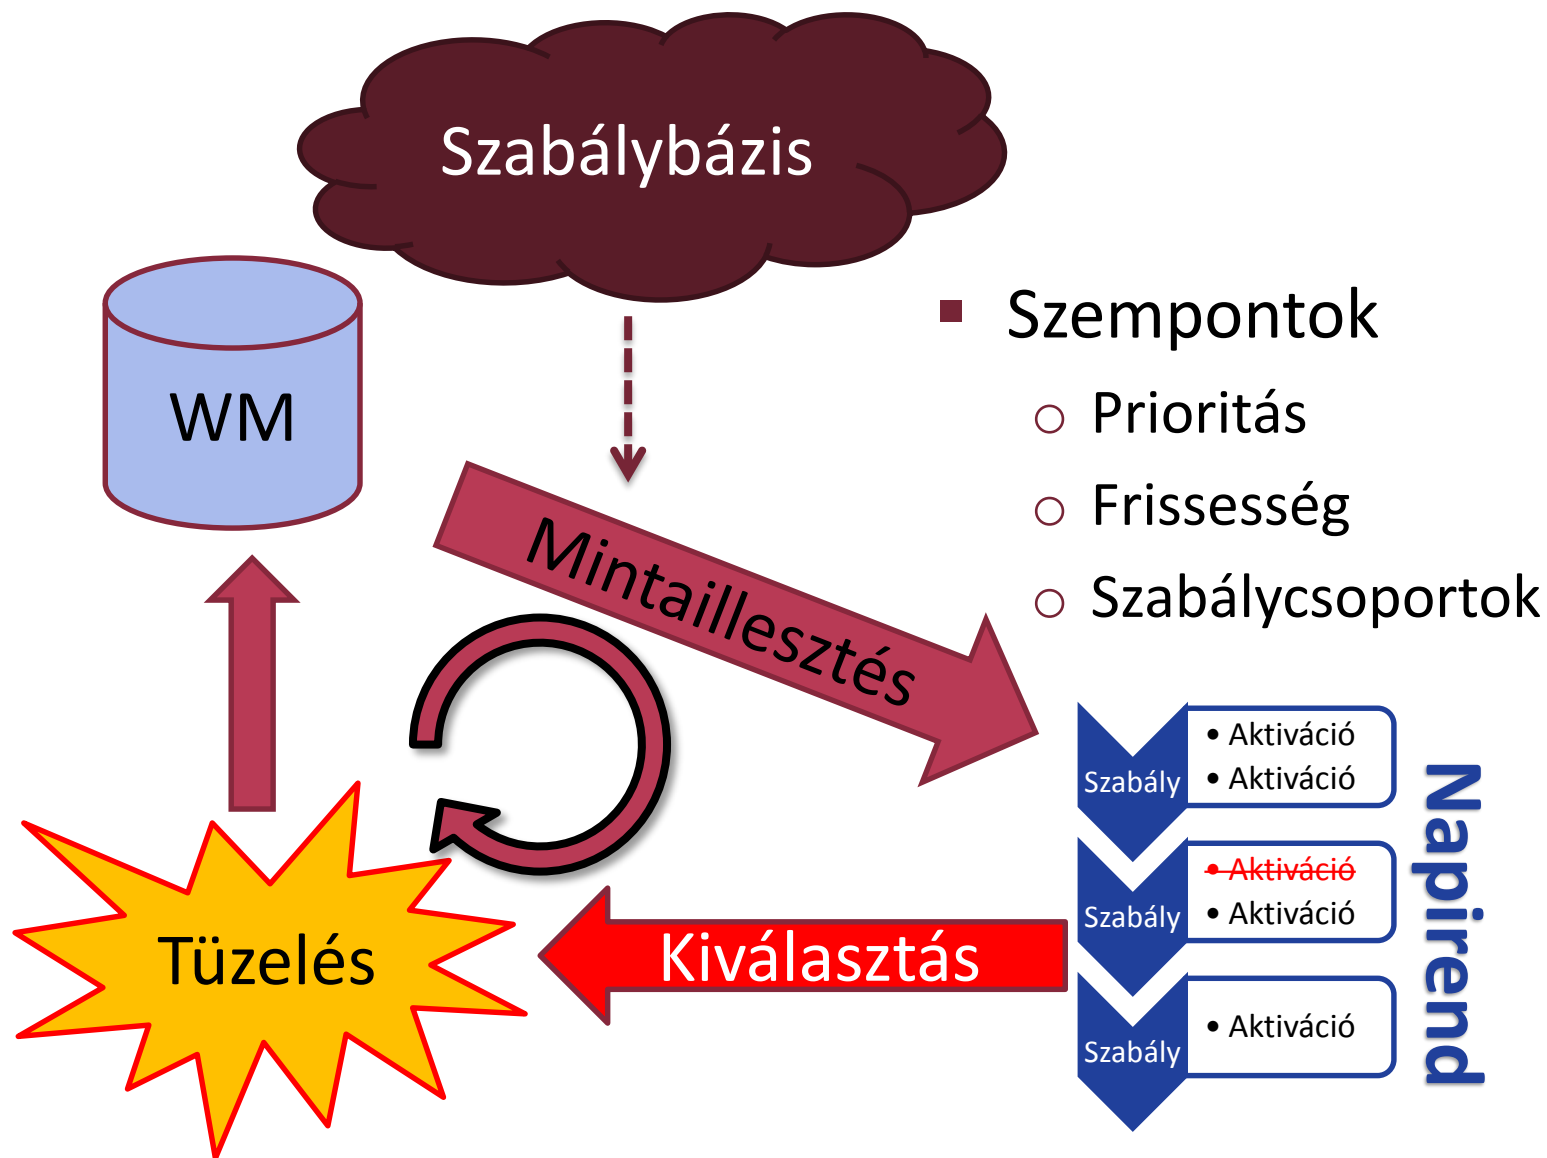 Szabálybázis
WM
▪ Szempontok
○ Prioritás
○ Frissesség
○ Szabálycsoportok
Mintaillesztés
Szabály
• Aktiváció
• Aktiváció
Szabály
• Aktiváció
• Aktiváció
Szabály
• Aktiváció
Napirend
Kiválasztás
Tüzelés